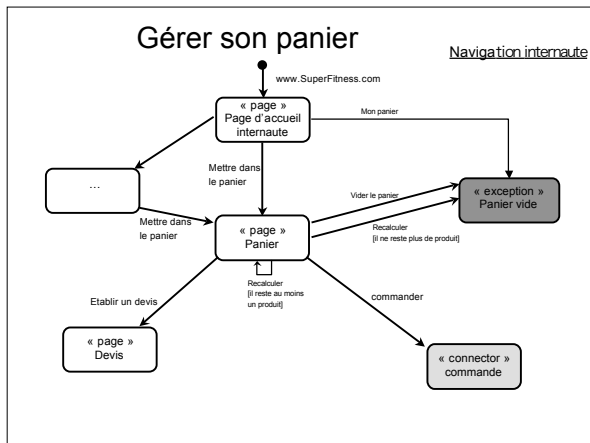 Gérer son panier
Navigation internaute
www.SuperFitness.com
« page »
Page d'accueil
internaute
Mon panier
Mettre dans
le panier
...
« exception »
Panier vide
Vider le panier
Mettre dans
le panier
« page »
Panier
Recalculer
[il ne reste plus de produit]
Recalculer
[il reste au moins
un produit]
Etablir un devis
commander
« page »
Devis
« connector »
commande